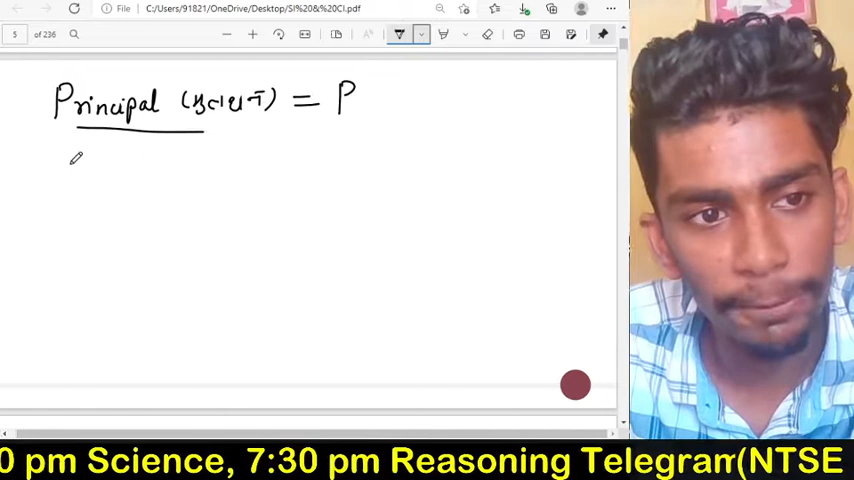 File
C:/Users/91821/OneDrive/Desktop/SI%20&%20CI.pdf
5 of 236
Principal = P
0 pm Science, 7:30 pm Reasoning Telegram(NTSE